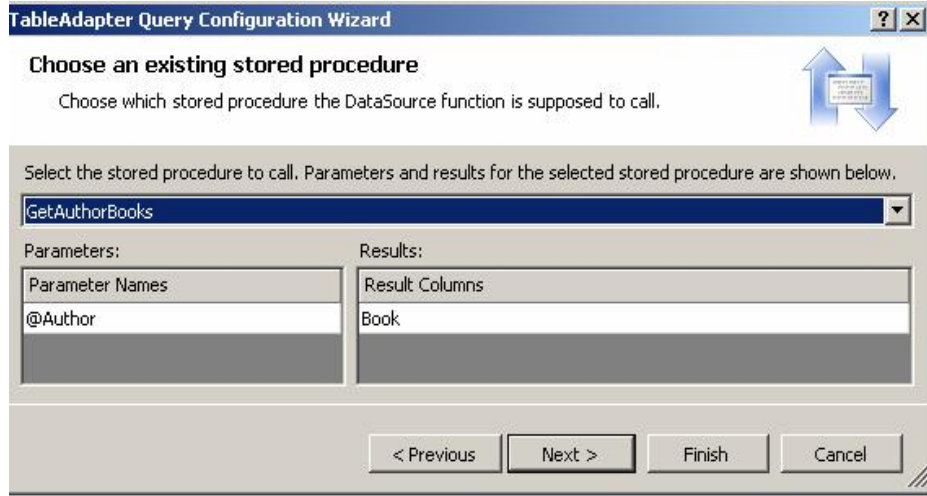 TableAdapter Query Configuration Wizard
Choose an existing stored procedure
Choose which stored procedure the DataSource function is supposed to call.
Select the stored procedure to call. Parameters and results for the selected stored procedure are shown below.
GetAuthorBooks
Parameters: Results:
Parameter Names Result Columns
@Author Book
< Previous Next > Finish Cancel